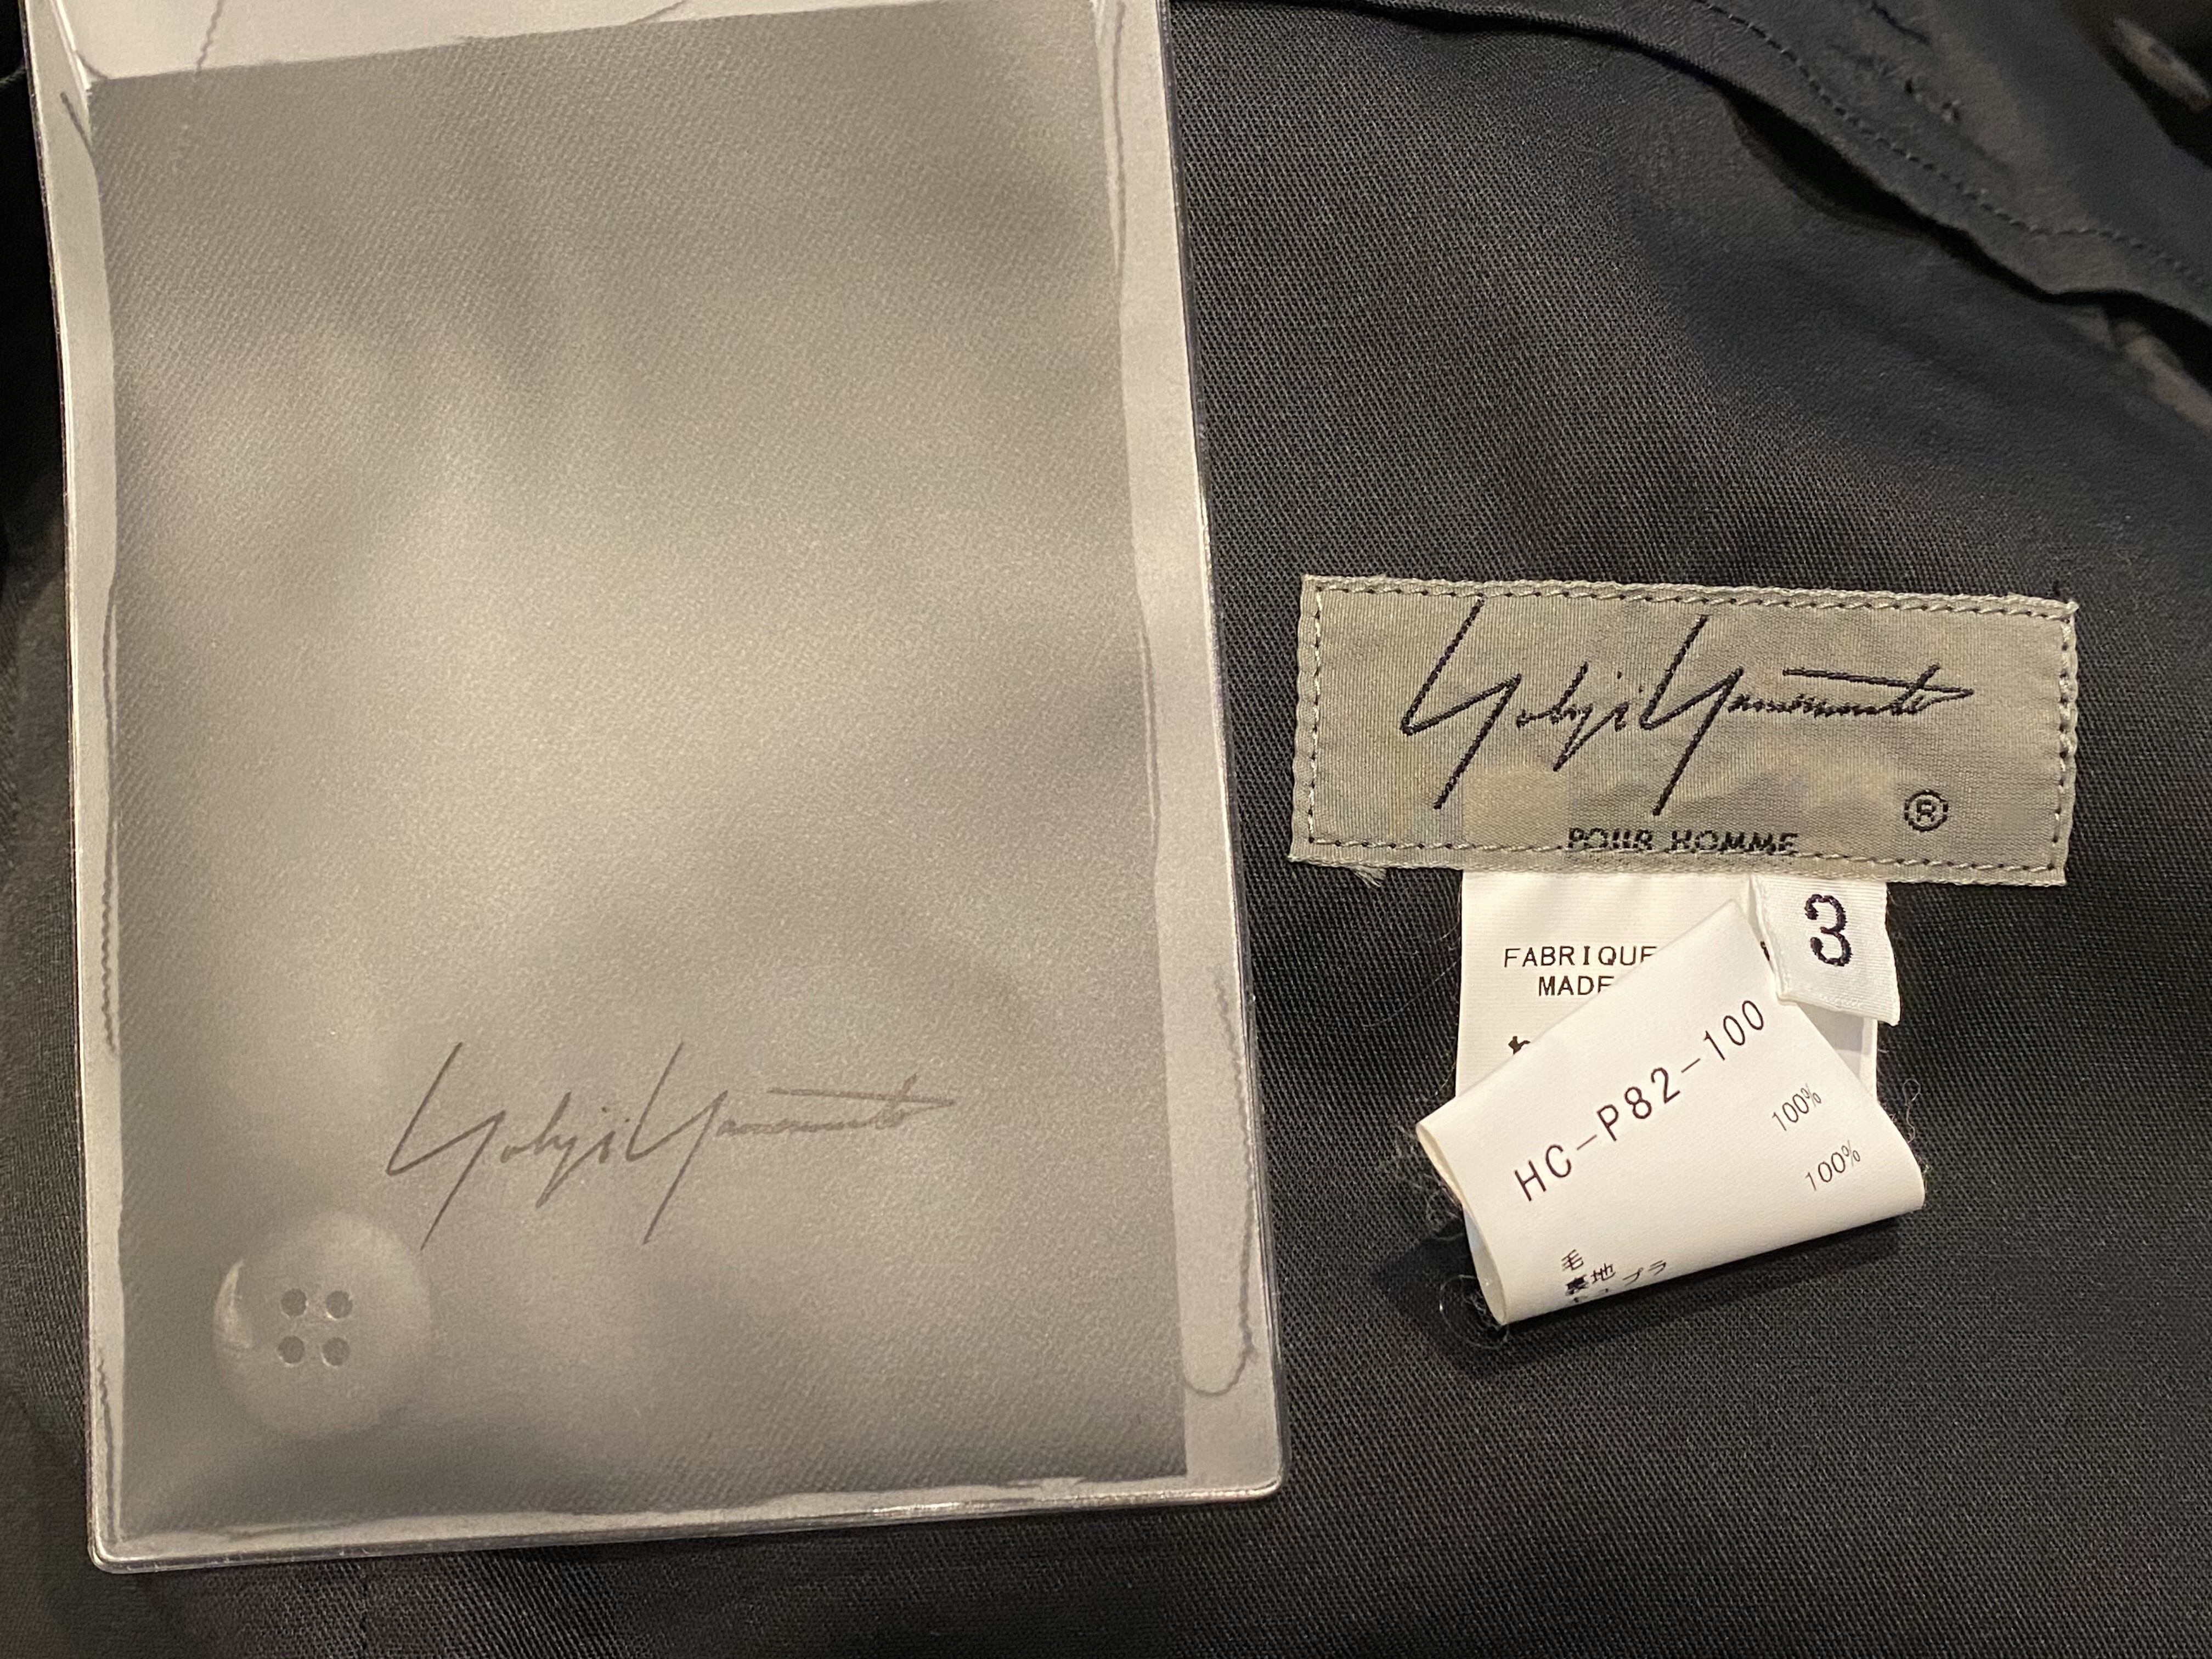 Yohji Yamamoto
Yohji Yamamoto
®
POUR HOMME
3
FABRIQUE
MADE
HC-P82-100
100%
100%
毛
裏地